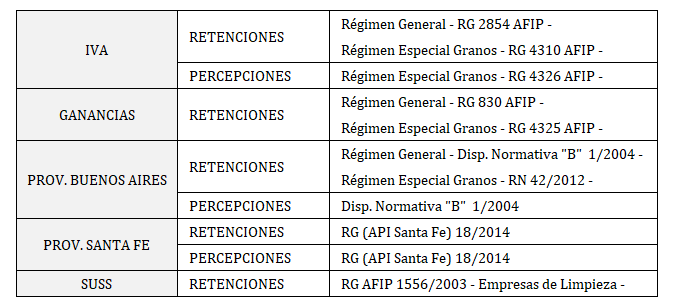 IVA
RETENCIONES
Régimen General - RG 2854 AFIP -
Régimen Especial Granos - RG 4310 AFIP -
PERCEPCIONES
Régimen Especial Granos - RG 4326 AFIP -
GANANCIAS
RETENCIONES
Régimen General - RG 830 AFIP -
Régimen Especial Granos - RG 4325 AFIP -
PROV. BUENOS AIRES
RETENCIONES
Régimen General - Disp. Normativa "B" 1/2004 -
Régimen Especial Granos - RN 42/2012 -
PERCEPCIONES
Disp. Normativa "B" 1/2004
PROV. SANTA FE
RETENCIONES
RG (API Santa Fe) 18/2014
PERCEPCIONES
RG (API Santa Fe) 18/2014
SUSS
RETENCIONES
RG AFIP 1556/2003 - Empresas de Limpieza -